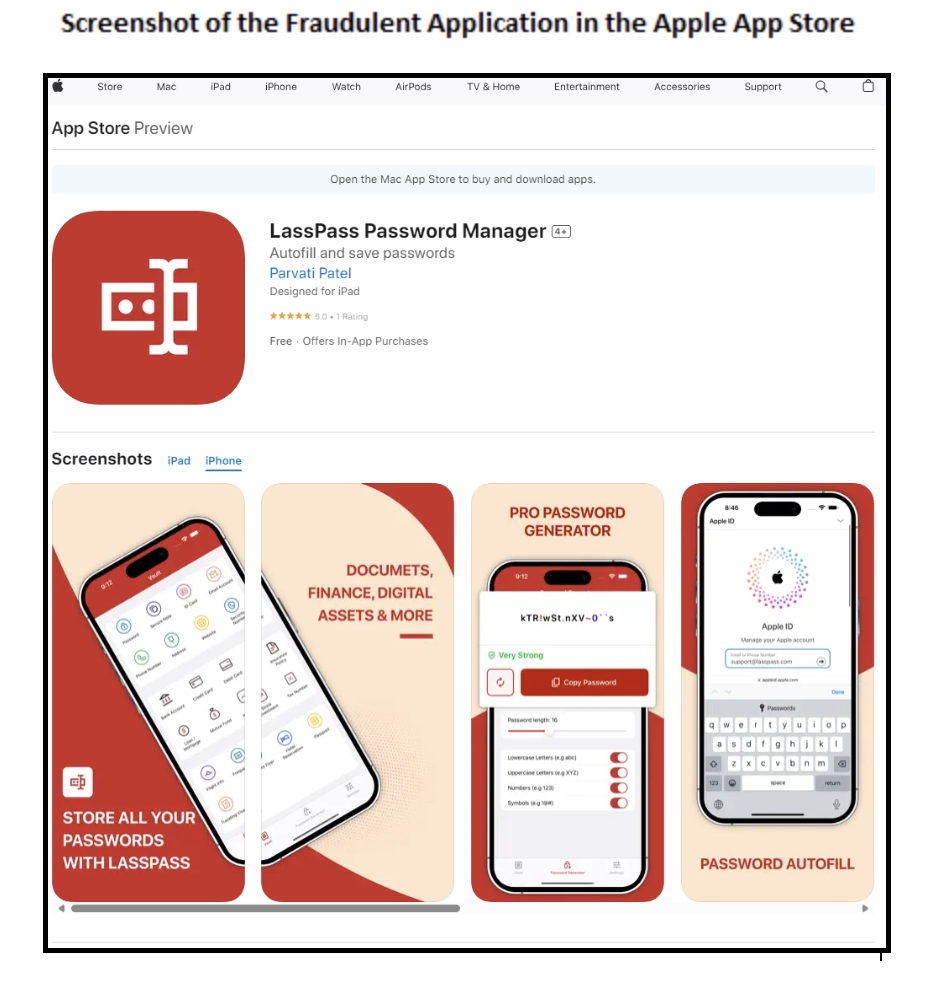 Screenshot of the Fraudulent Application in the Apple App Store
Store Mac iPad iPhone Watch AirPods TV & Home Entertainment Accessories Support
App Store Preview
Open the Mac App Store to buy and download apps.
LassPass Password Manager 4+
Autofill and save passwords
Parvati Patel
Designed for iPad
★★★★★ 5.0 • 1 Rating
Free · Offers In-App Purchases
Screenshots iPad iPhone
9:12
Vault
Password
Secure Notes
ID Card
Email Account
Phone Number
Address
Website
Bank Account
Credit Card
Debit Card
Insurance
Policy
Loan /
Mortgage
Mutual Fund
Tax Number
Flight Info
Hotel
Reservation
Passport
Vault
Settings
STORE ALL YOUR
PASSWORDS
WITH LASSPASS
DOCUMETS,
FINANCE, DIGITAL
ASSETS & MORE
PRO PASSWORD
GENERATOR
9:12
kTR!wSt.nXV~0``s
Very Strong
Copy Password
Password length: 16
Lowercase Letters (e.g abc)
Uppercase Letters (e.g XYZ)
Numbers (e.g 123)
Symbols (e.g !@#)
Password Generator
Settings
8:46
Apple ID
Apple ID
Manage your Apple account
Email or Phone Number
support@lasspass.com
appleid.apple.com
Done
Passwords
q w e r t y u i o p
a s d f g h j k l
z x c v b n m
123 space return
PASSWORD AUTOFILL